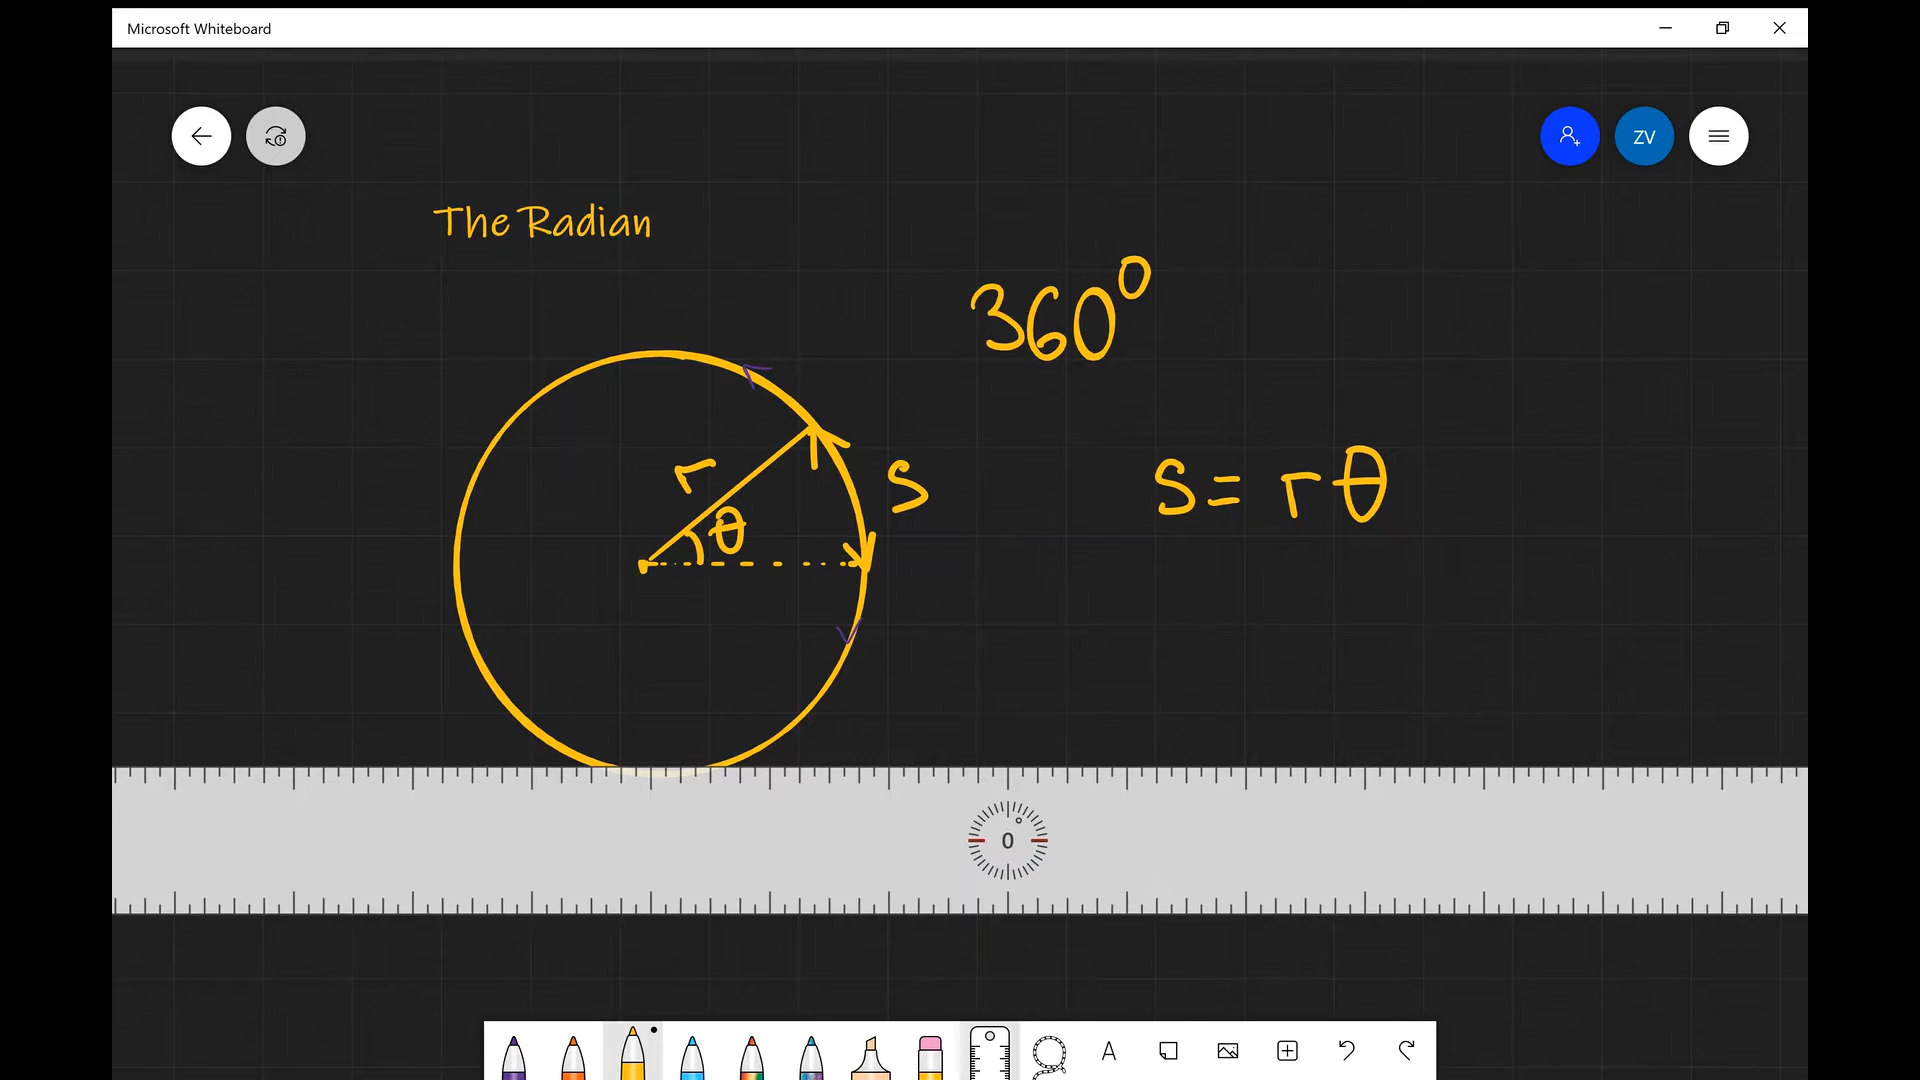 Microsoft Whiteboard
ZV
The Radian
360°
r
s
s = rθ
θ
0°
A